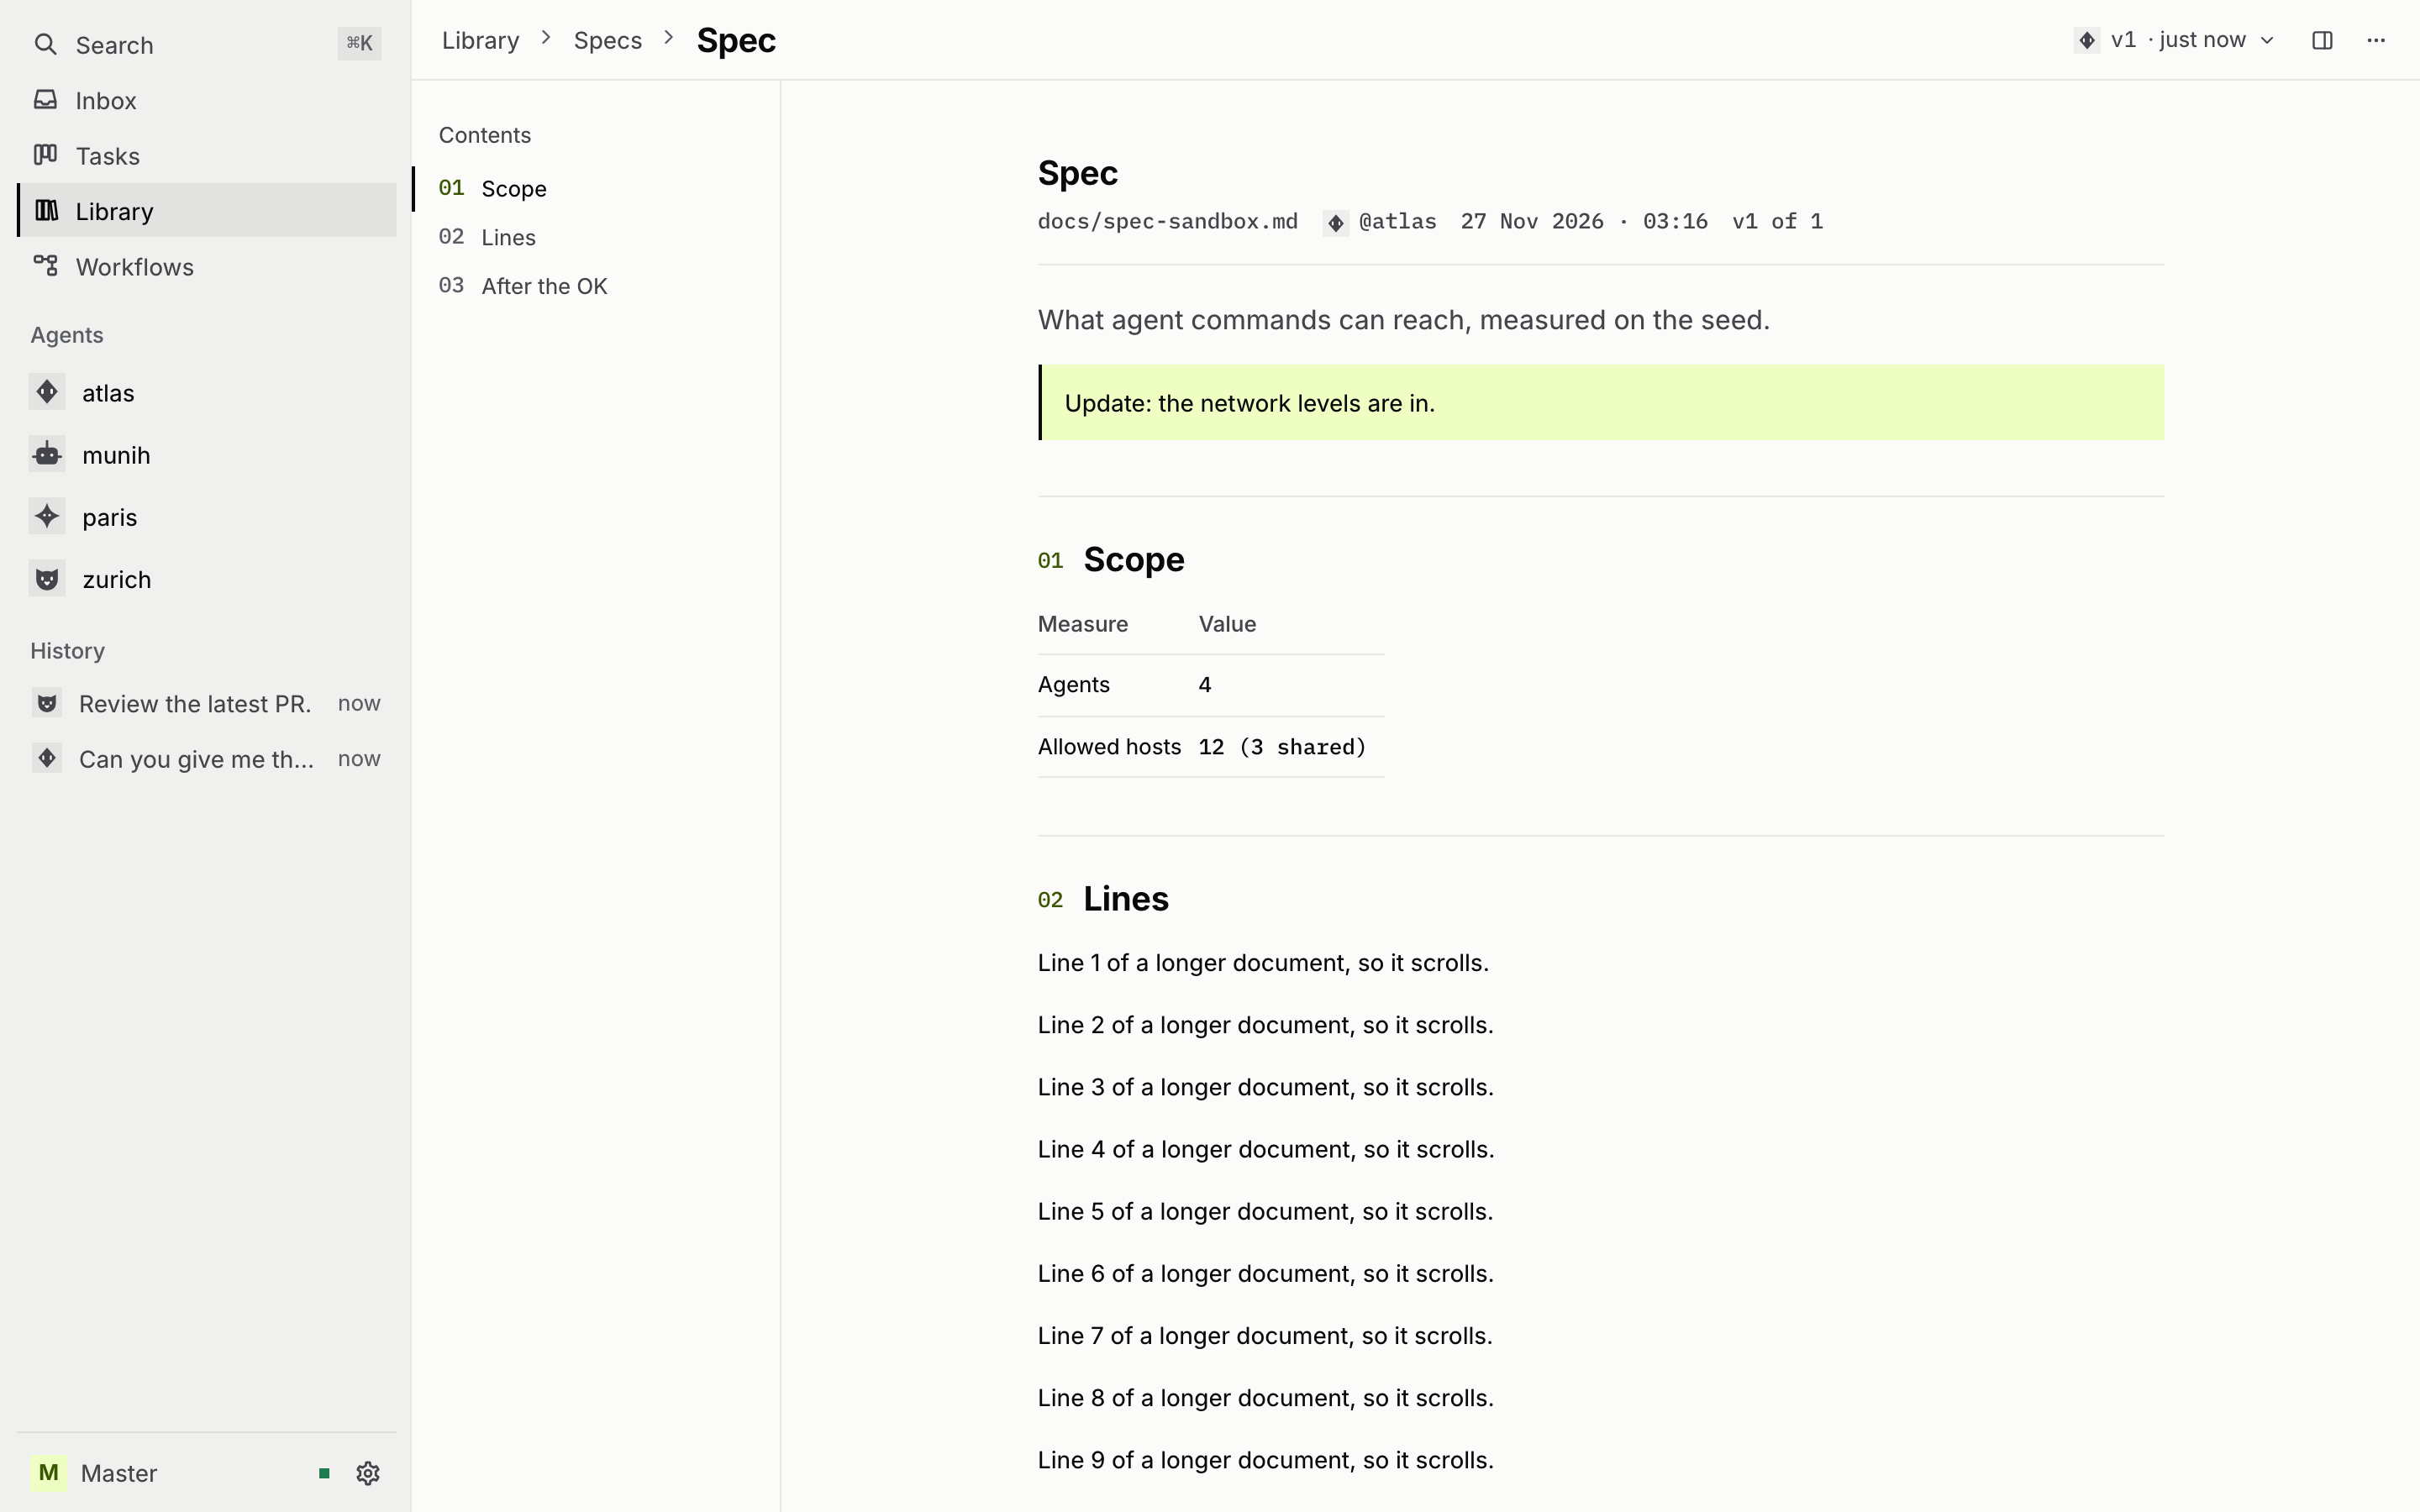 Search ⌘K
Inbox
Tasks
Library
Workflows
Agents
atlas
munih
paris
zurich
History
Review the latest PR. now
Can you give me th... now
M Master
Library > Specs > Spec
v1 · just now
Contents
01 Scope
02 Lines
03 After the OK
Spec
docs/spec-sandbox.md @atlas 27 Nov 2026 · 03:16 v1 of 1
What agent commands can reach, measured on the seed.
Update: the network levels are in.
01 Scope
Measure Value
Agents 4
Allowed hosts 12 (3 shared)
02 Lines
Line 1 of a longer document, so it scrolls.
Line 2 of a longer document, so it scrolls.
Line 3 of a longer document, so it scrolls.
Line 4 of a longer document, so it scrolls.
Line 5 of a longer document, so it scrolls.
Line 6 of a longer document, so it scrolls.
Line 7 of a longer document, so it scrolls.
Line 8 of a longer document, so it scrolls.
Line 9 of a longer document, so it scrolls.